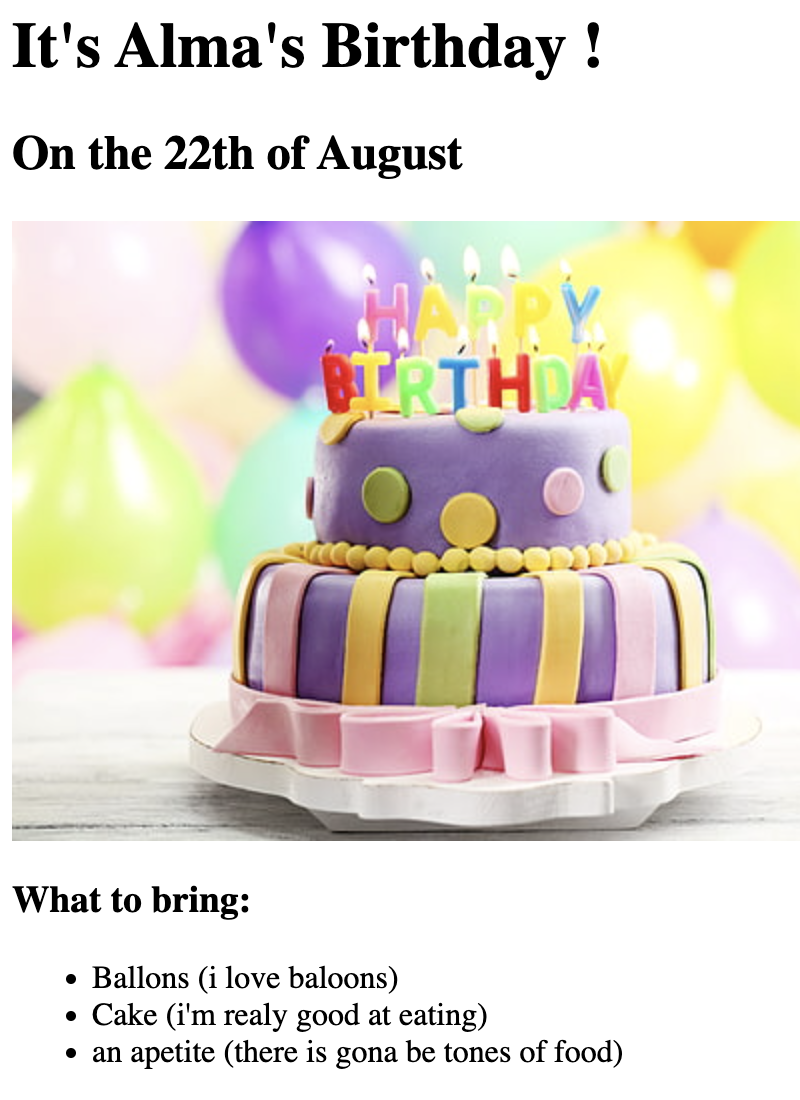 It's Alma's Birthday !
On the 22th of August
HAPPY
BIRTHDAY
What to bring:
Ballons (i love baloons)
Cake (i'm realy good at eating)
an apetite (there is gona be tones of food)